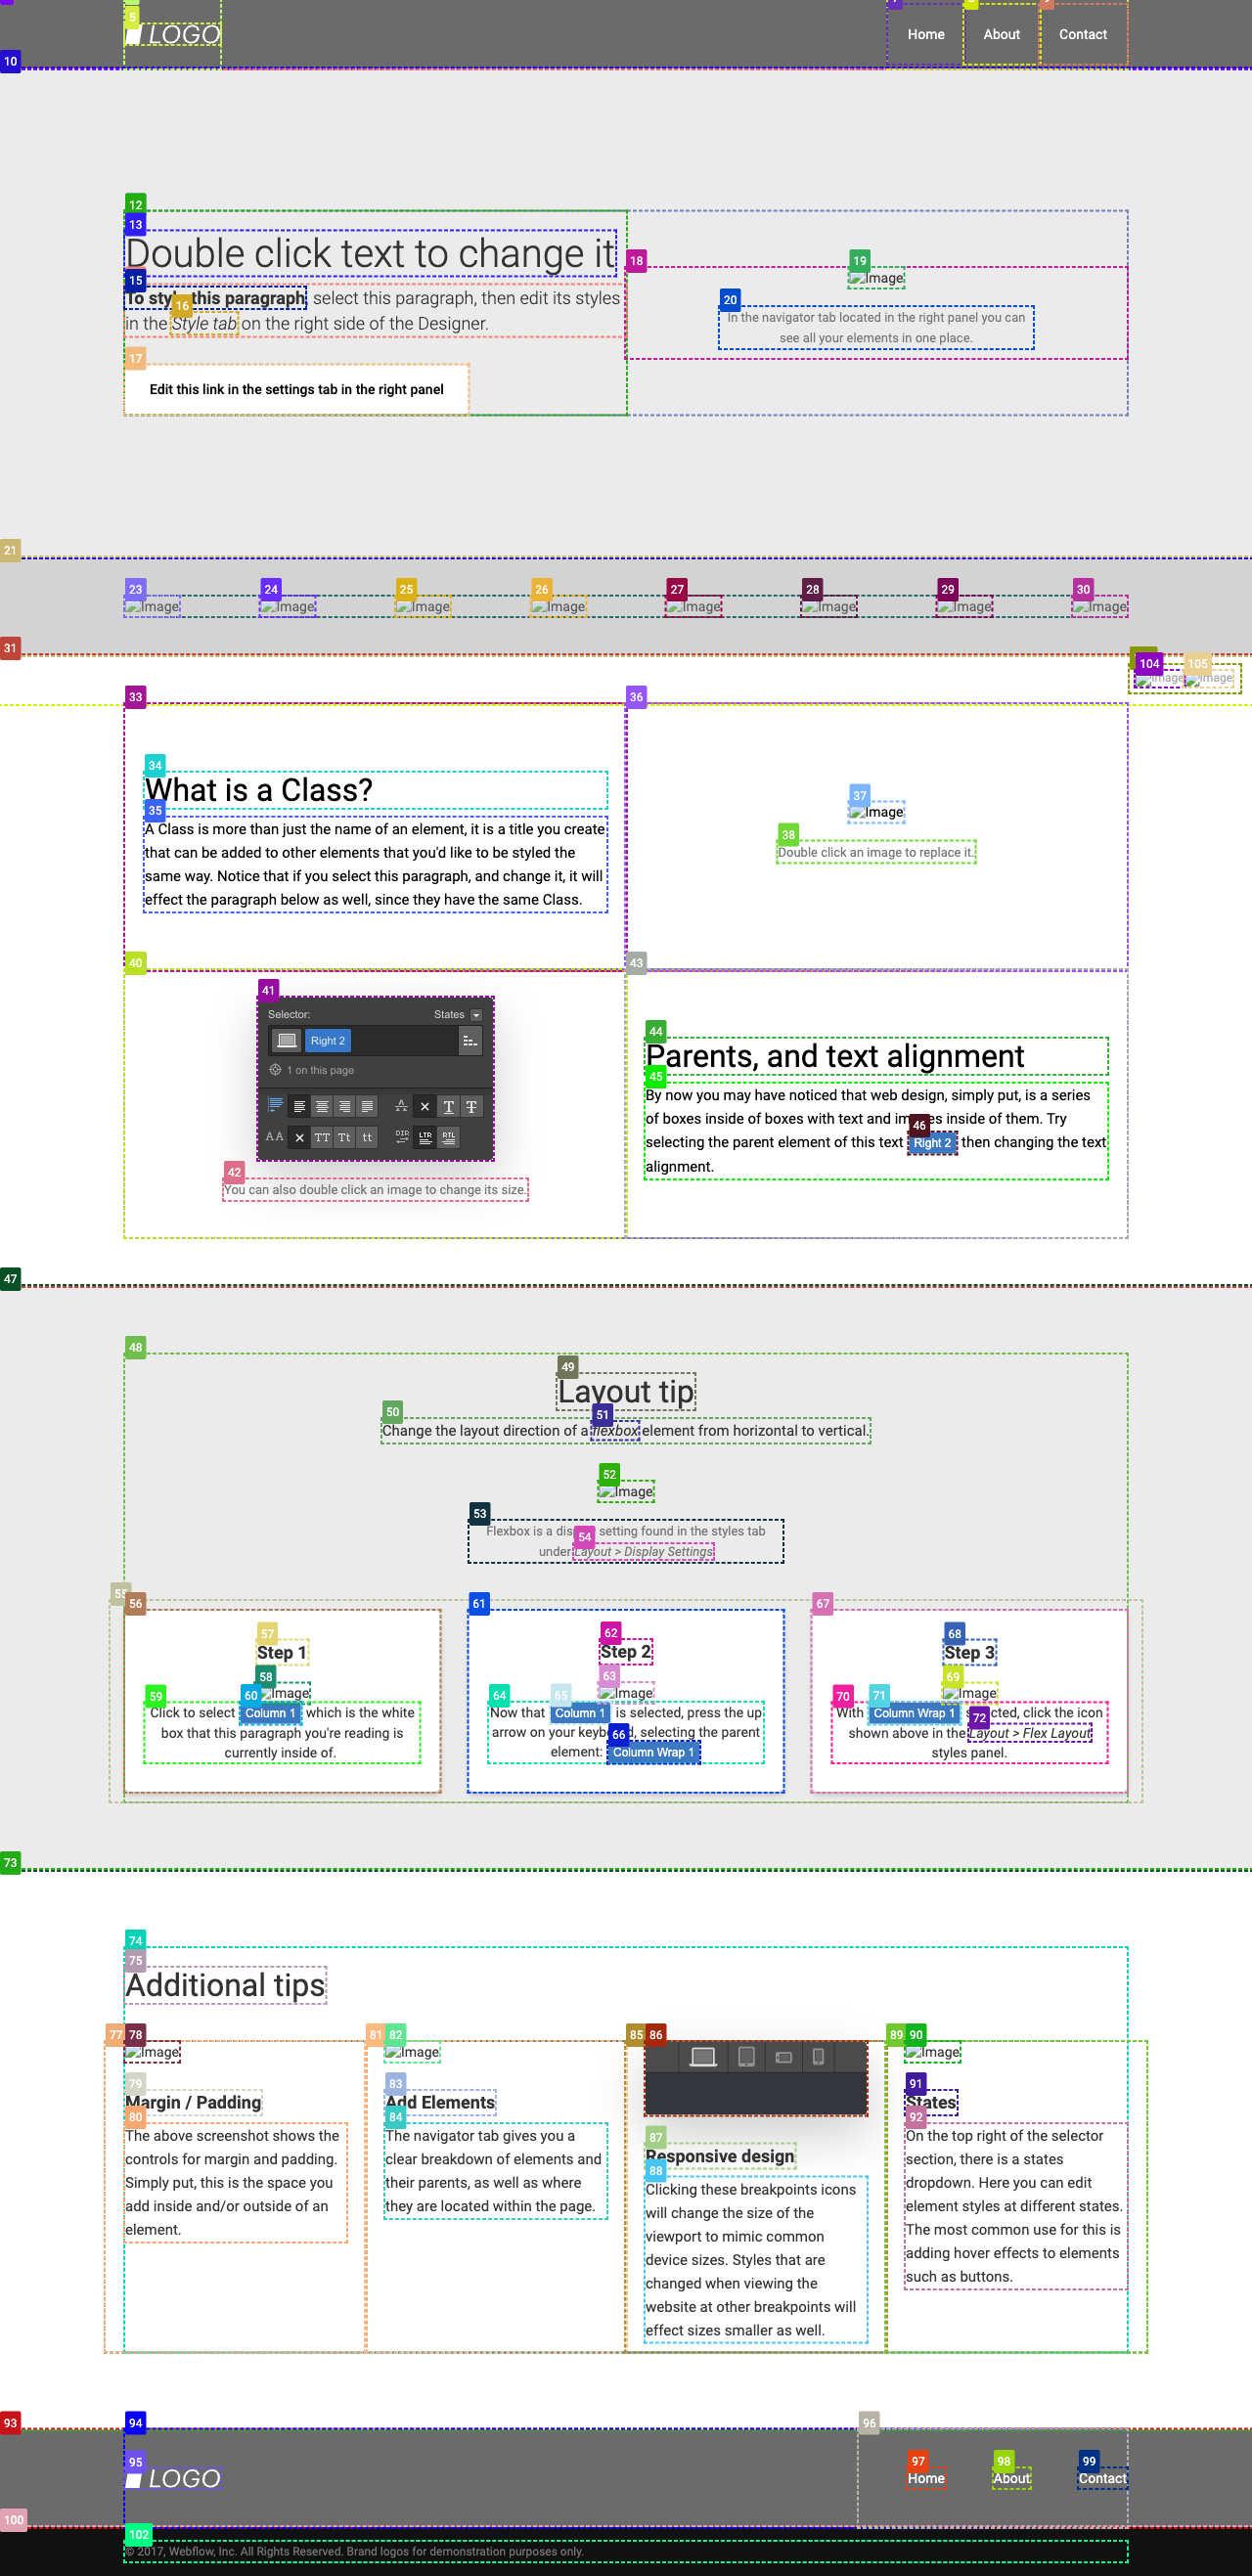 5
LOGO
Home
About
Contact
10
12
13
Double click text to change it
15
To style this paragraph, select this paragraph, then edit its styles
16
in the Style tab on the right side of the Designer.
17
Edit this link in the settings tab in the right panel
18
19
Image
20
In the navigator tab located in the right panel you can
see all your elements in one place.
21
23 24 25 26 27 28 29 30
Image Image Image Image Image Image Image Image
31
104 105
Image Image
33
36
34
What is a Class?
35
A Class is more than just the name of an element, it is a title you create
that can be added to other elements that you'd like to be styled the
same way. Notice that if you select this paragraph, and change it, it will
effect the paragraph below as well, since they have the same Class.
37
Image
38
Double click an image to replace it.
40
43
41
Selector:
States
Right 2
1 on this page
AA
TT
Tt
tt
DIR
LTR
RTL
42
You can also double click an image to change its size.
44
Parents, and text alignment
45
By now you may have noticed that web design, simply put, is a series
of boxes inside of boxes with text and images inside of them. Try
46
selecting the parent element of this text Right 2 then changing the text
alignment.
47
48
49
Layout tip
50
51
Change the layout direction of a flexbox element from horizontal to vertical.
52
Image
53
Flexbox is a display setting found in the styles tab
54
under Layout > Display Settings
55
56
57
Step 1
58
Image
59
60
Click to select Column 1 which is the white
box that this paragraph you're reading is
currently inside of.
61
62
Step 2
63
Image
64
65
Now that Column 1 is selected, press the up
arrow on your keyboard, selecting the parent
66
element: Column Wrap 1
67
68
Step 3
69
Image
70
71
With Column Wrap 1 selected, click the icon
72
shown above in the Layout > Flex Layout
styles panel.
73
74
75
Additional tips
77
78
Image
79
Margin / Padding
80
The above screenshot shows the
controls for margin and padding.
Simply put, this is the space you
add inside and/or outside of an
element.
81
82
Image
83
Add Elements
84
The navigator tab gives you a
clear breakdown of elements and
their parents, as well as where
they are located within the page.
85
86
87
Responsive design
88
Clicking these breakpoints icons
will change the size of the
viewport to mimic common
device sizes. Styles that are
changed when viewing the
website at other breakpoints will
effect sizes smaller as well.
89
90
Image
91
States
92
On the top right of the selector
section, there is a states
dropdown. Here you can edit
element styles at different states.
The most common use for this is
adding hover effects to elements
such as buttons.
93
94
95
LOGO
96
97
Home
98
About
99
Contact
100
102
© 2017, Webflow, Inc. All Rights Reserved. Brand logos for demonstration purposes only.